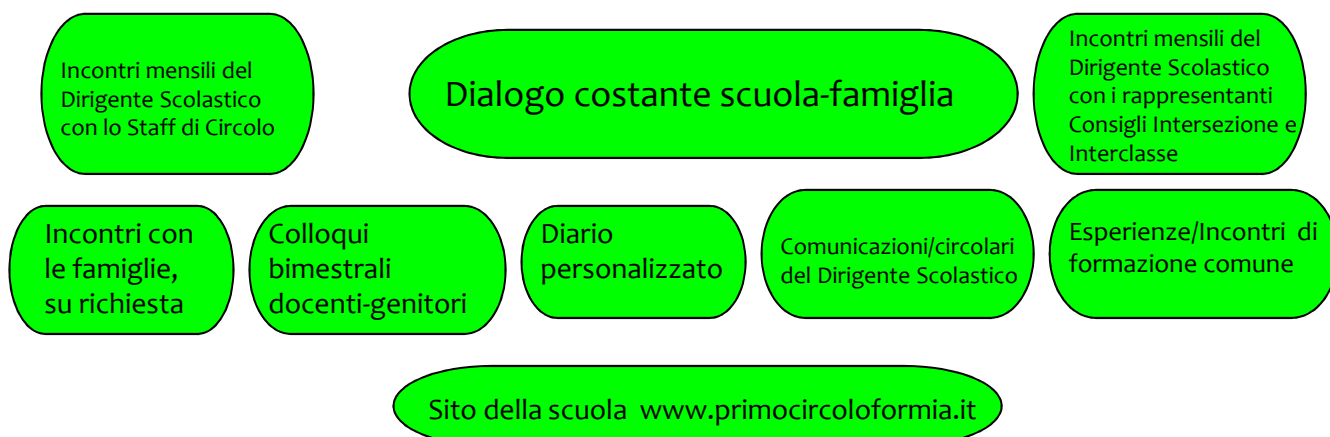 Incontri mensili del
Dirigente Scolastico
con lo Staff di Circolo
Dialogo costante scuola-famiglia
Incontri mensili del
Dirigente Scolastico
con i rappresentanti
Consigli Intersezione e
Interclasse
Incontri con
le famiglie,
su richiesta
Colloqui
bimestrali
docenti-genitori
Diario
personalizzato
Comunicazioni/circolari
del Dirigente Scolastico
Esperienze/Incontri di
formazione comune
Sito della scuola www.primocircoloformia.it